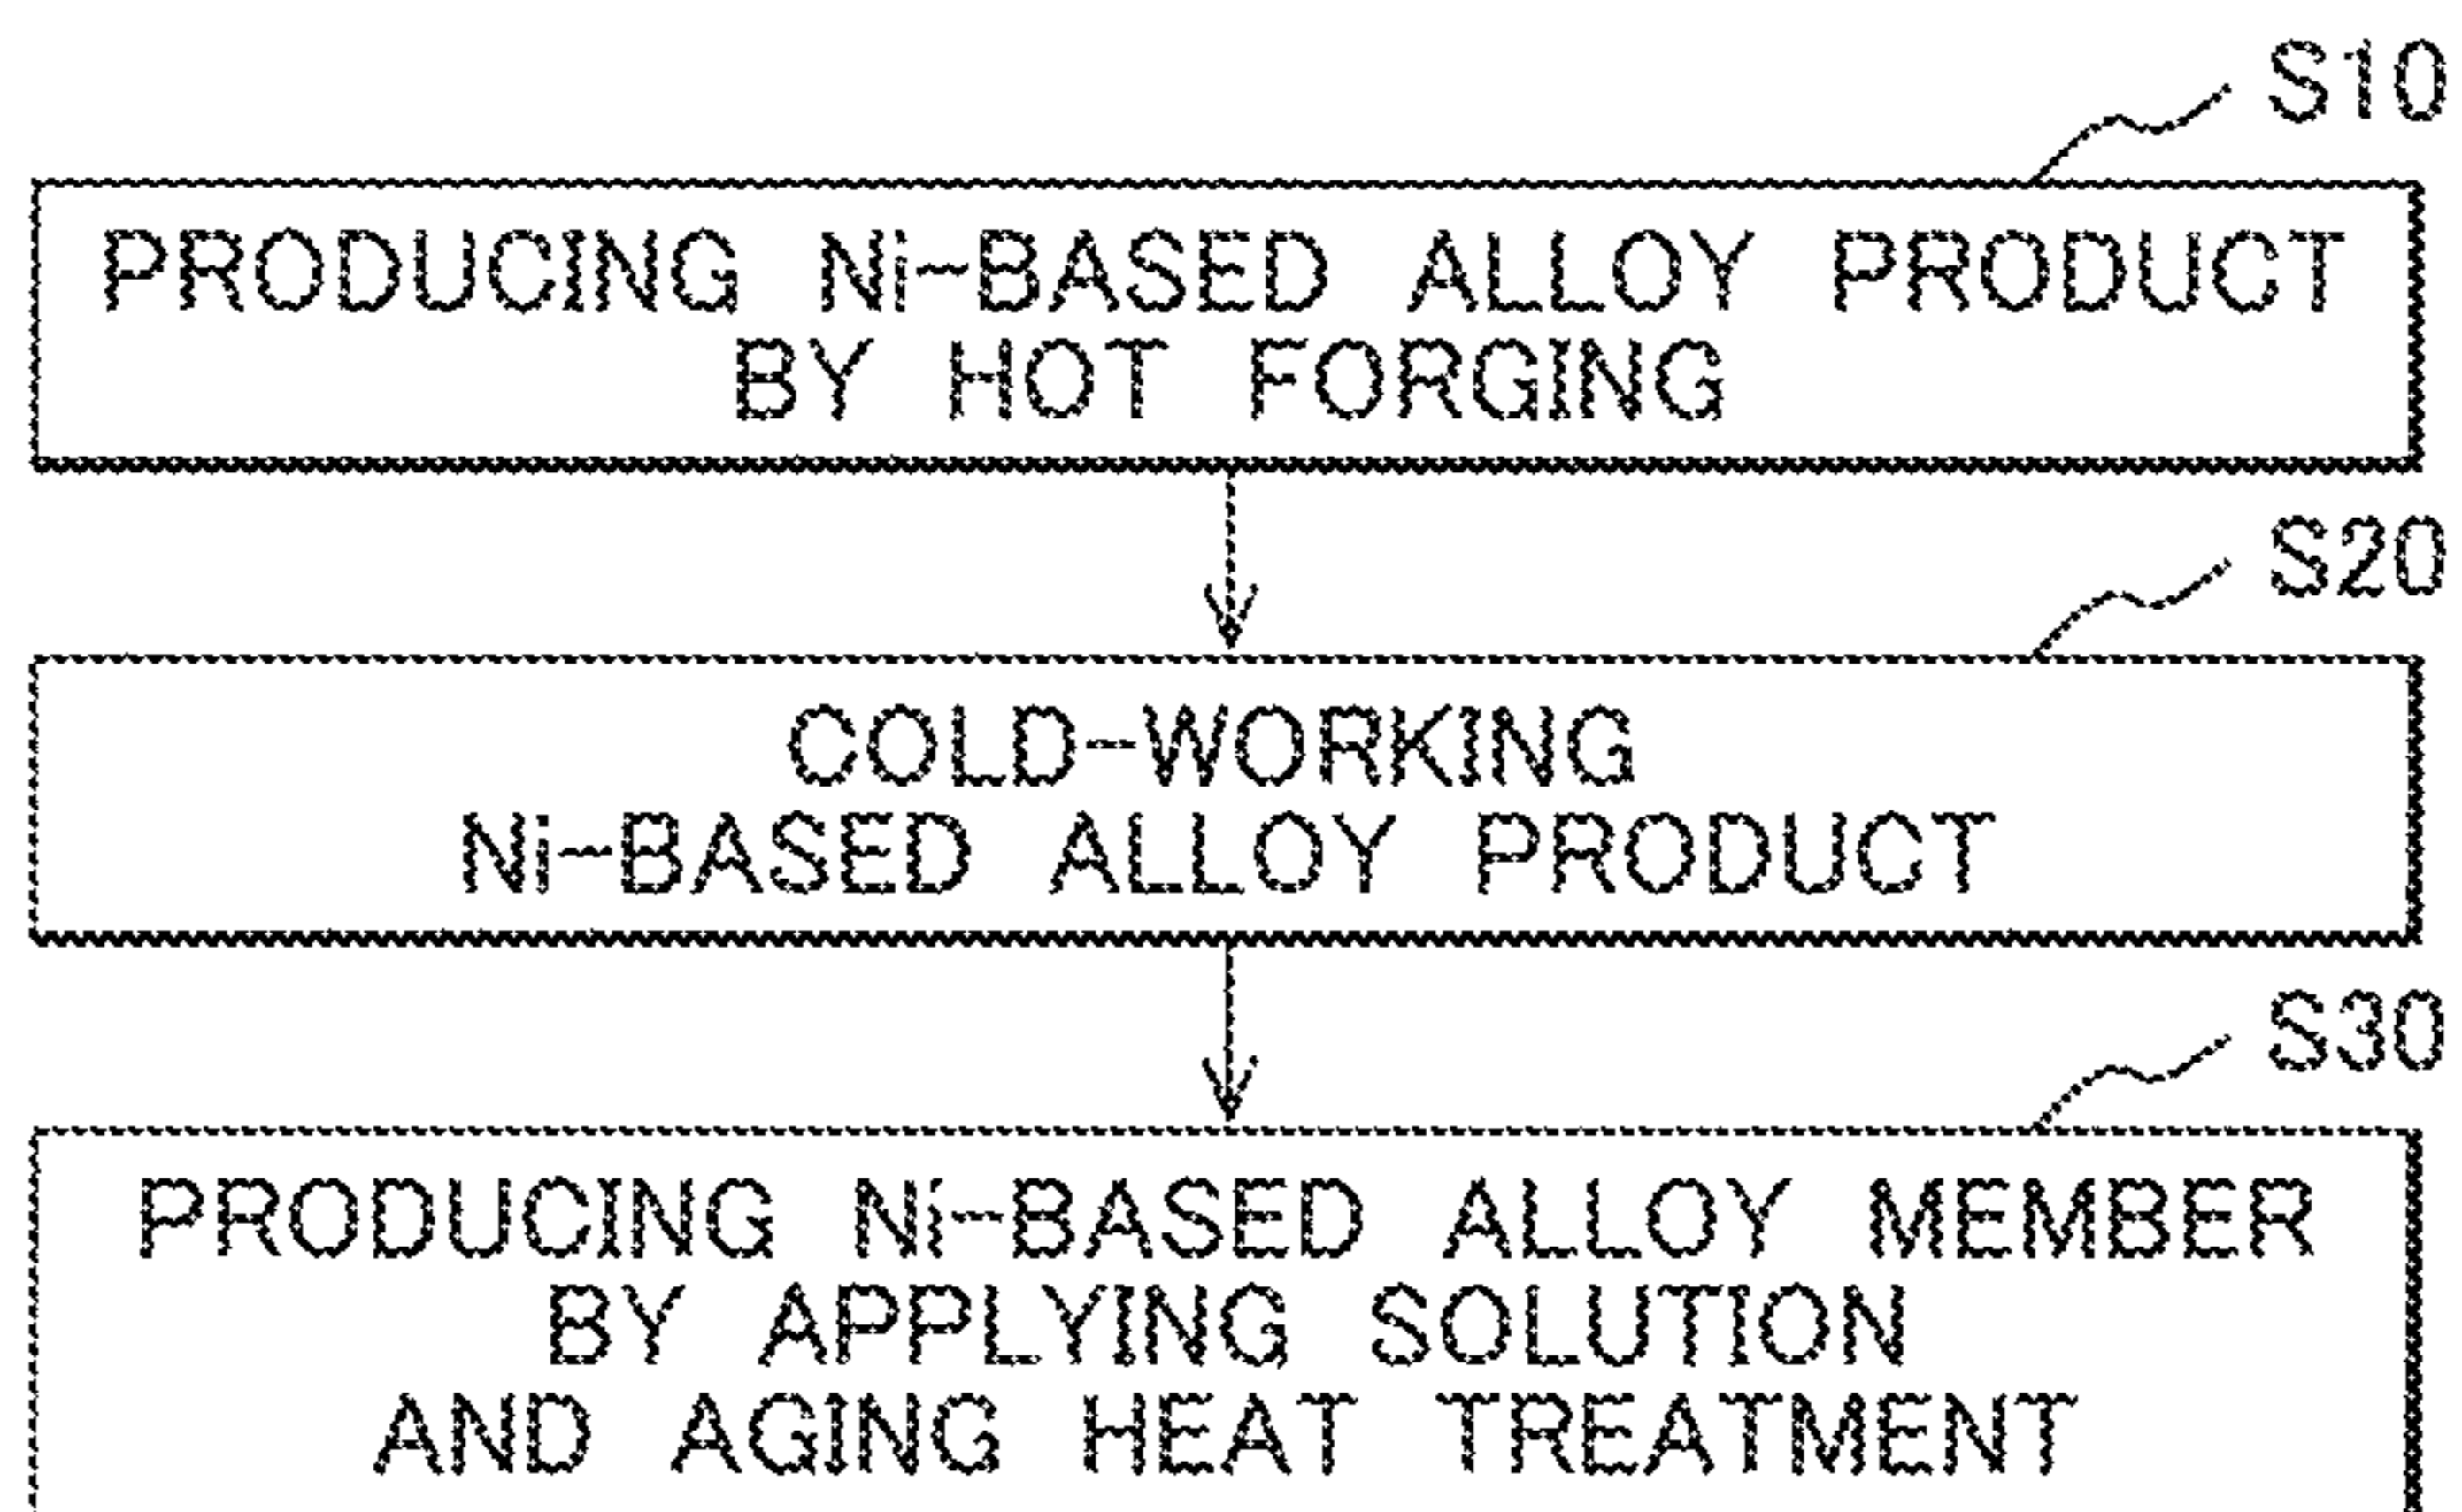 S10
PRODUCING Ni-BASED ALLOY PRODUCT
BY HOT FORGING
S20
COLD-WORKING
Ni-BASED ALLOY PRODUCT
S30
PRODUCING Ni-BASED ALLOY MEMBER
BY APPLYING SOLUTION
AND AGING HEAT TREATMENT